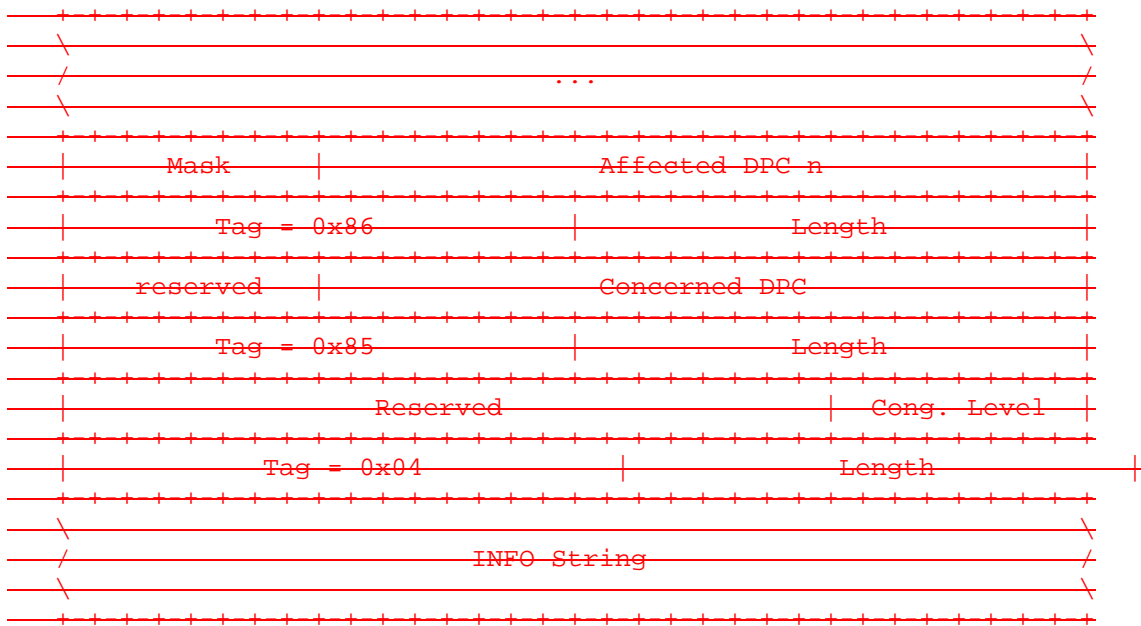 +-+-+-+-+-+-+-+-+-+-+-+-+-+-+-+-+-+-+-+-+-+-+-+-+-+-+-+-+-+-+-+-+
\                                                               \
/                              ...                              /
\                                                               \
+-+-+-+-+-+-+-+-+-+-+-+-+-+-+-+-+-+-+-+-+-+-+-+-+-+-+-+-+-+-+-+-+
|      Mask     |                 Affected DPC n                |
+-+-+-+-+-+-+-+-+-+-+-+-+-+-+-+-+-+-+-+-+-+-+-+-+-+-+-+-+-+-+-+-+
|         Tag = 0x86            |             Length            |
+-+-+-+-+-+-+-+-+-+-+-+-+-+-+-+-+-+-+-+-+-+-+-+-+-+-+-+-+-+-+-+-+
|    reserved   |                 Concerned DPC                 |
+-+-+-+-+-+-+-+-+-+-+-+-+-+-+-+-+-+-+-+-+-+-+-+-+-+-+-+-+-+-+-+-+
|         Tag = 0x85            |             Length            |
+-+-+-+-+-+-+-+-+-+-+-+-+-+-+-+-+-+-+-+-+-+-+-+-+-+-+-+-+-+-+-+-+
|                   Reserved                    |  Cong. Level  |
+-+-+-+-+-+-+-+-+-+-+-+-+-+-+-+-+-+-+-+-+-+-+-+-+-+-+-+-+-+-+-+-+
|            Tag = 0x04            |             Length            |
+-+-+-+-+-+-+-+-+-+-+-+-+-+-+-+-+-+-+-+-+-+-+-+-+-+-+-+-+-+-+-+-+
\                                                               \
/                         INFO String                           /
\                                                               \
+-+-+-+-+-+-+-+-+-+-+-+-+-+-+-+-+-+-+-+-+-+-+-+-+-+-+-+-+-+-+-+-+